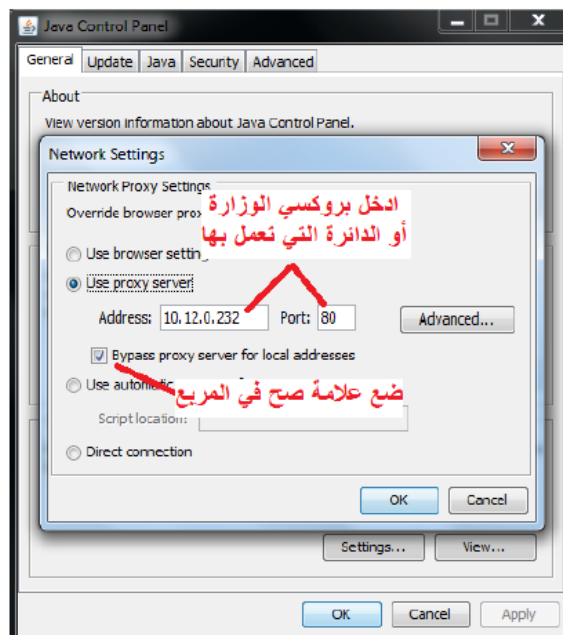 Java Control Panel
General Update Java Security Advanced
About
View version information about Java Control Panel.
Network Settings
Network Proxy Settings
Override browser
ادخل بروكسي الوزارة
أو الدائرة التي تعمل بها
Use browser
Use proxy server
Address: 10.12.0.232 Port: 80 Advanced...
Bypass proxy server for local addresses
Use
ضع علامة صح في المربع
Script location:
Direct connection
OK Cancel
Settings... View...
OK Cancel Apply